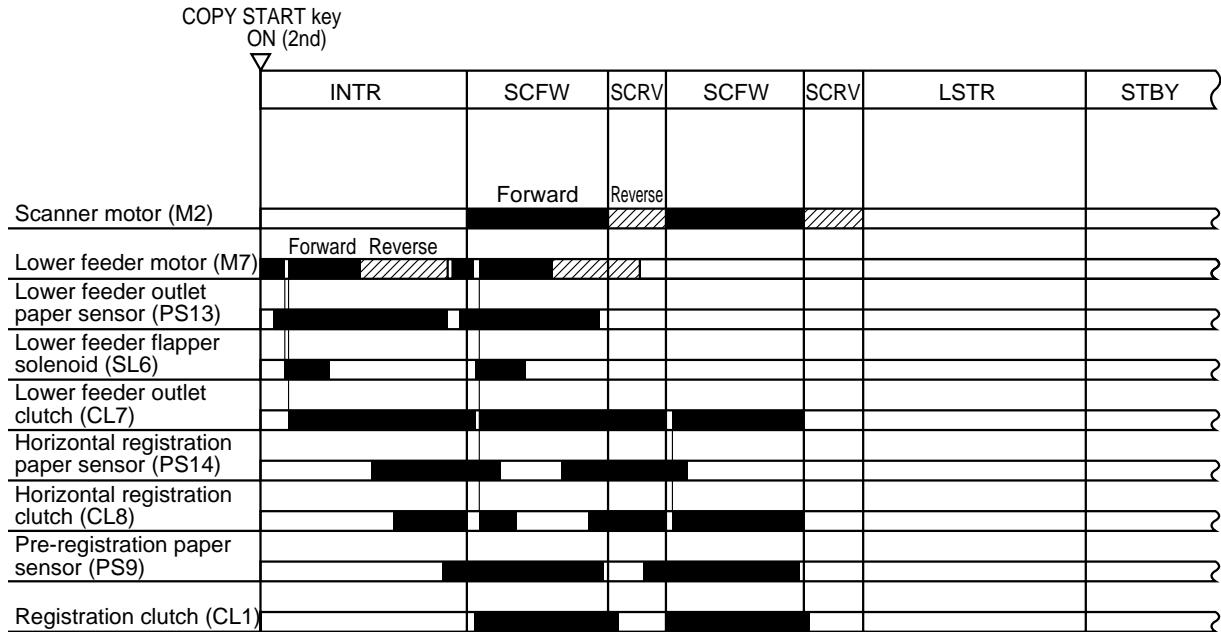 COPY START key
ON (2nd)
INTR SCFW SCRV SCFW SCRV LSTR STBY
Forward Reverse
Scanner motor (M2)
Forward Reverse
Lower feeder motor (M7)
Lower feeder outlet
paper sensor (PS13)
Lower feeder flapper
solenoid (SL6)
Lower feeder outlet
clutch (CL7)
Horizontal registration
paper sensor (PS14)
Horizontal registration
clutch (CL8)
Pre-registration paper
sensor (PS9)
Registration clutch (CL1)